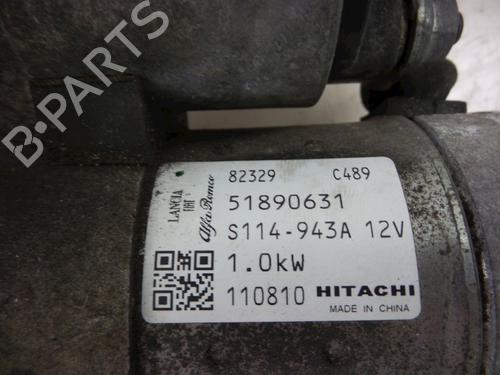 B-PARTS
82329 C489
LANCIA
FIAT
Alfa Romeo
51890631
S114-943A 12V
1.0kW
110810 HITACHI
MADE IN CHINA